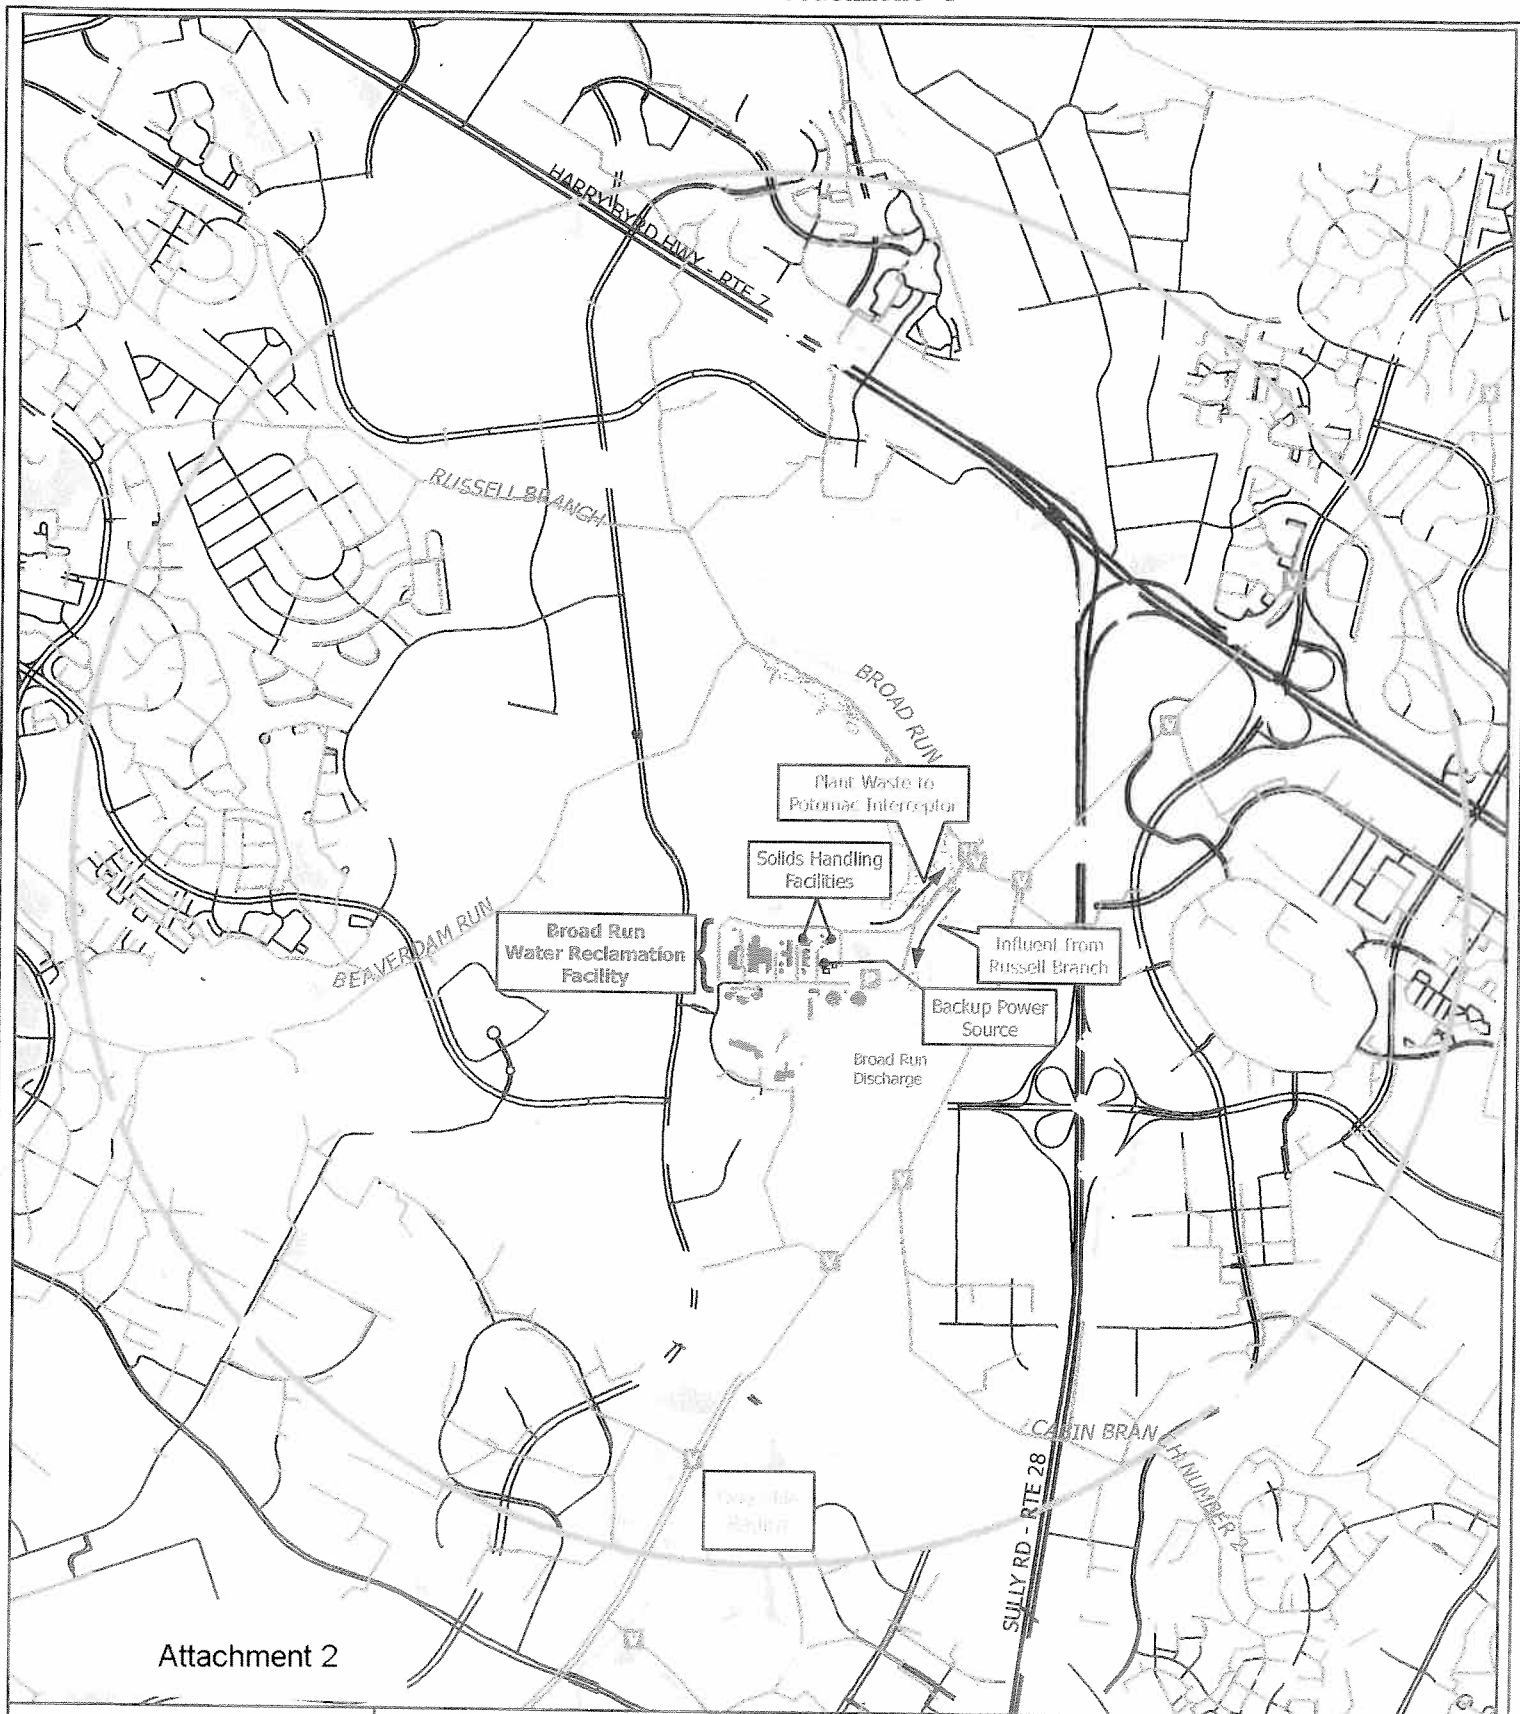 HARRY BYRD HWY - RTE 7
RUSSELL BRANCH
BROAD RUN
Plant Waste to
Potomac Interceptor
Solids Handling
Facilities
Broad Run
Water Reclamation
Facility
BEAVERDAM RUN
Influent from
Russell Branch
Backup Power
Source
Broad Run
Discharge
V
V
V
V
V
V
V
V
V
P
CABIN BRANCH NUMBER 2
SULLY RD - RTE 28
Attachment 2